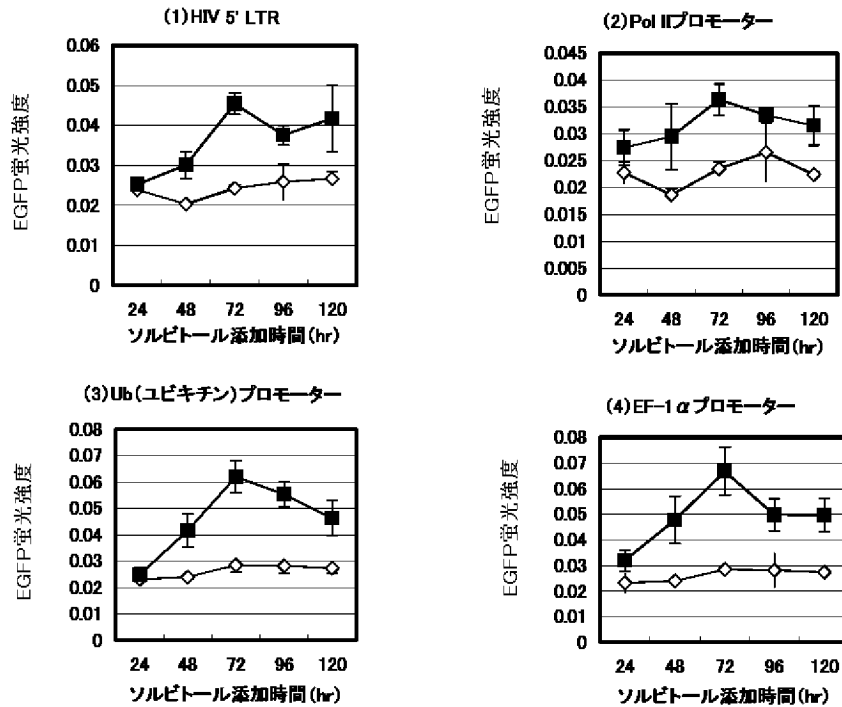 (1)HIV 5' LTR
EGFP蛍光強度
0.06
0.05
0.04
0.03
0.02
0.01
0
24 48 72 96 120
ソルビトール添加時間(hr)
(2)Pol IIプロモーター
EGFP蛍光強度
0.045
0.04
0.035
0.03
0.025
0.02
0.015
0.01
0.005
0
24 48 72 96 120
ソルビトール添加時間(hr)
(3)Ub(ユビキチン)プロモーター
EGFP蛍光強度
0.08
0.07
0.06
0.05
0.04
0.03
0.02
0.01
0
24 48 72 96 120
ソルビトール添加時間(hr)
(4)EF-1αプロモーター
EGFP蛍光強度
0.08
0.07
0.06
0.05
0.04
0.03
0.02
0.01
0
24 48 72 96 120
ソルビトール添加時間(hr)